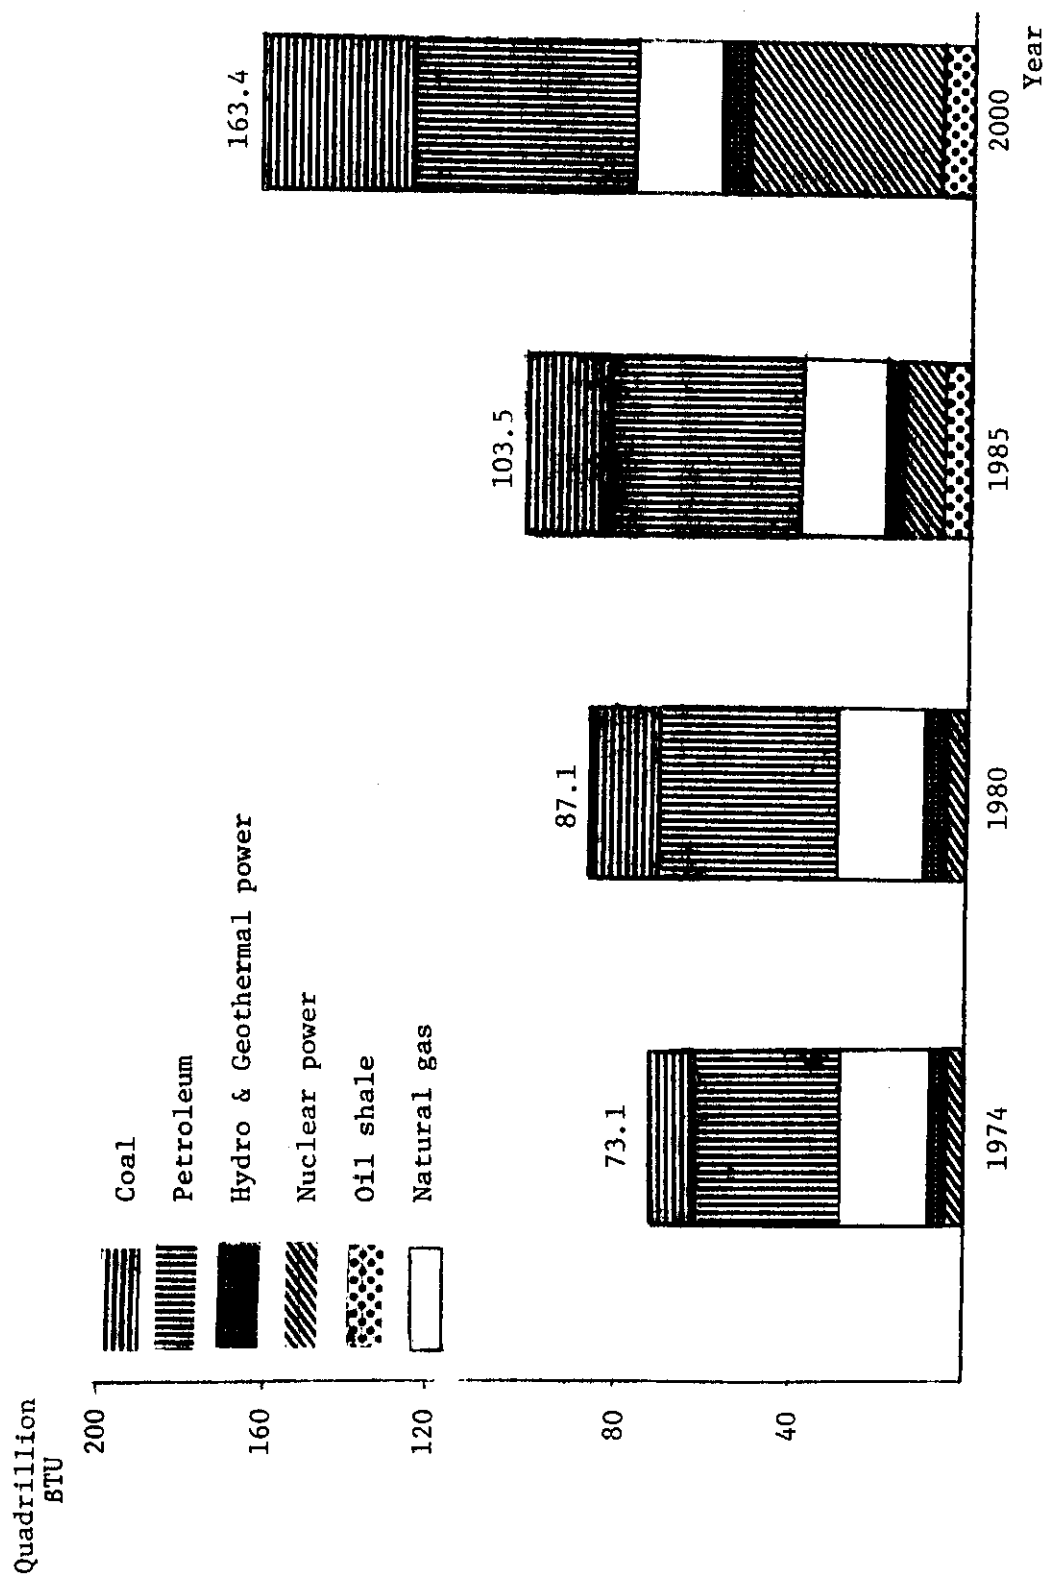 Quadrillion
BTU
200
160
120
80
40
Coal
Petroleum
Hydro & Geothermal power
Nuclear power
Oil shale
Natural gas
73.1
87.1
103.5
163.4
1974
1980
1985
2000
Year